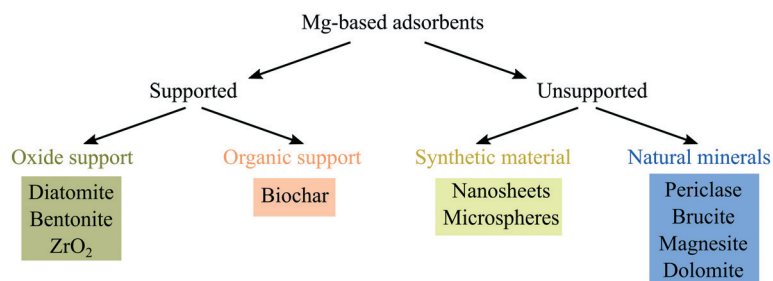 Mg-based adsorbents
Supported
Unsupported
Oxide support
Organic support
Synthetic material
Natural minerals
Diatomite
Bentonite
ZrO₂
Biochar
Nanosheets
Microspheres
Periclase
Brucite
Magnesite
Dolomite